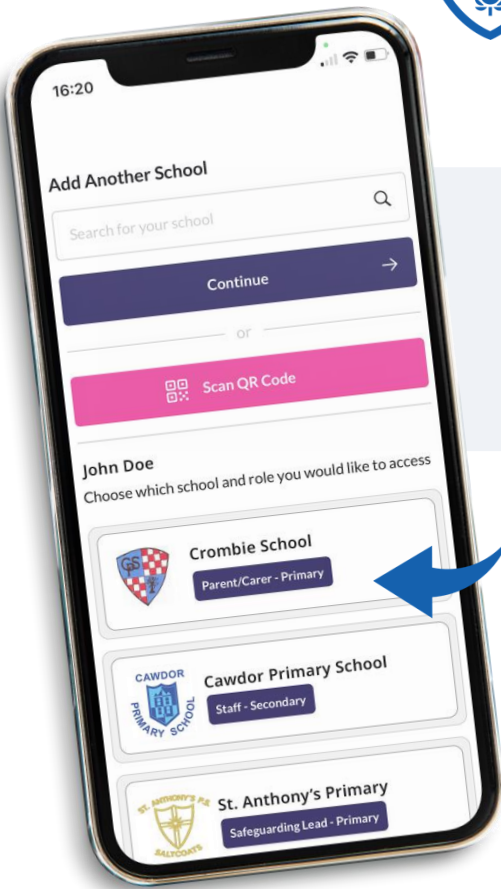 16:20
Add Another School
Search for your school
Continue
or
Scan QR Code
John Doe
Choose which school and role you would like to access
Crombie School
Parent/Carer - Primary
CAWDOR
PRIMARY SCHOOL
Cawdor Primary School
Staff - Secondary
ST. ANTHONY'S P.S.
SALTCOATS
St. Anthony's Primary
Safeguarding Lead - Primary